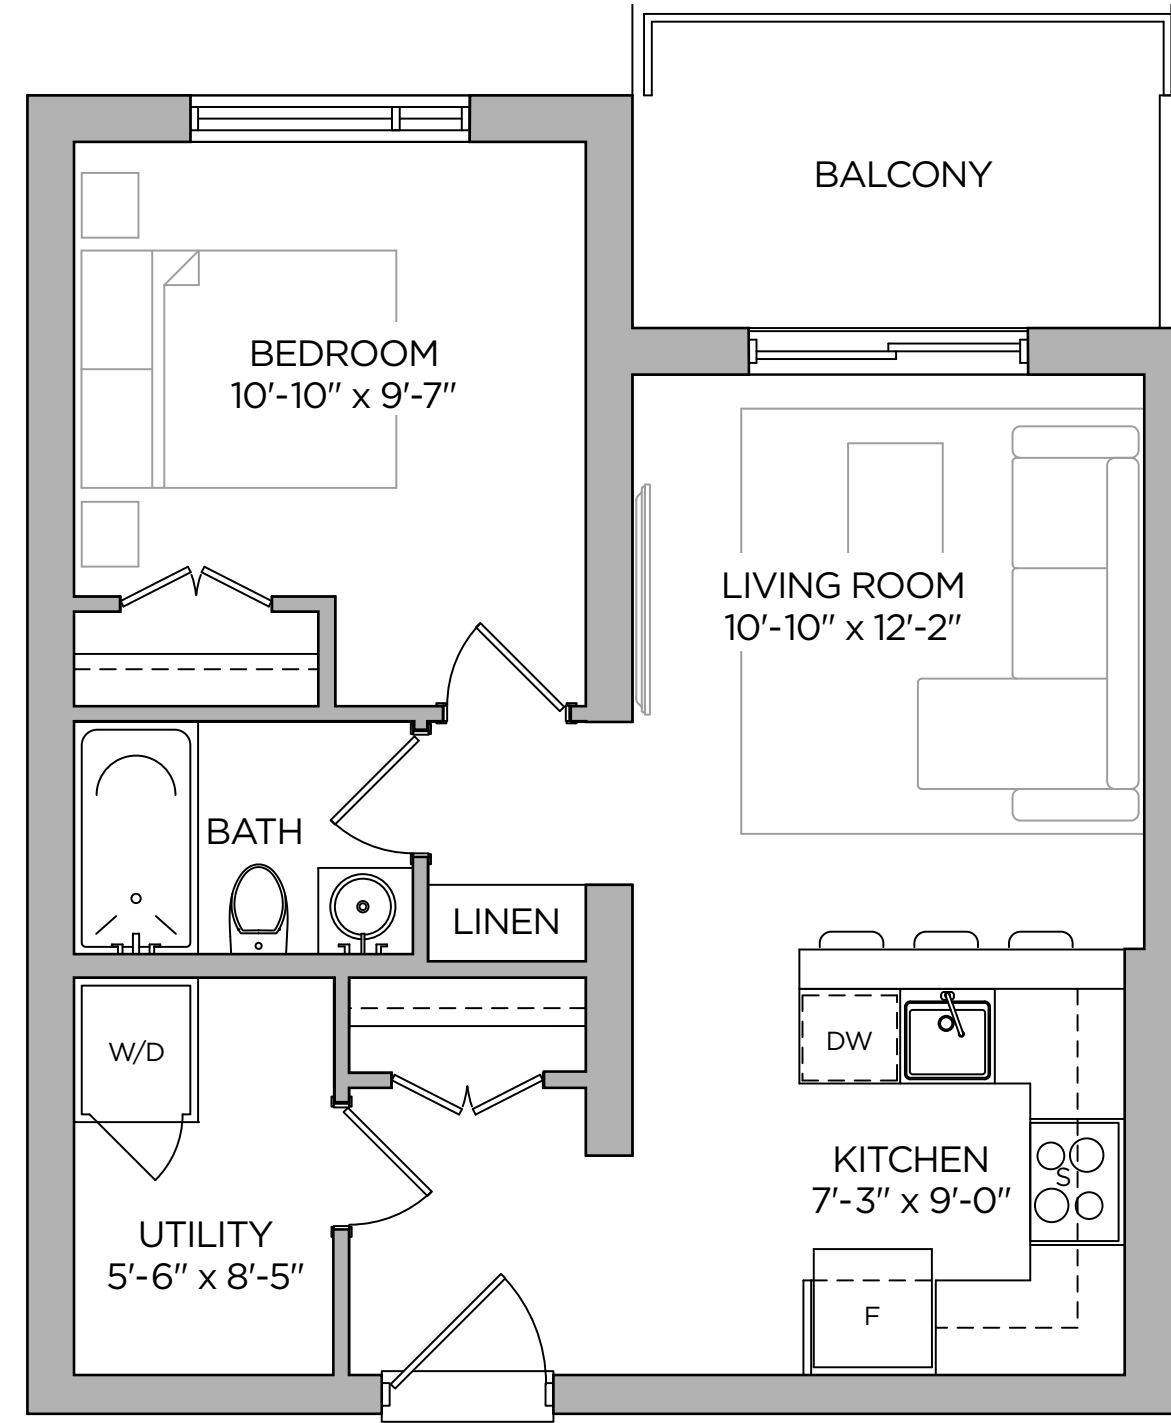 BALCONY
BEDROOM
10'-10" x 9'-7"
LIVING ROOM
10'-10" x 12'-2"
BATH
LINEN
W/D
DW
KITCHEN
7'-3" x 9'-0"
S
UTILITY
5'-6" x 8'-5"
F